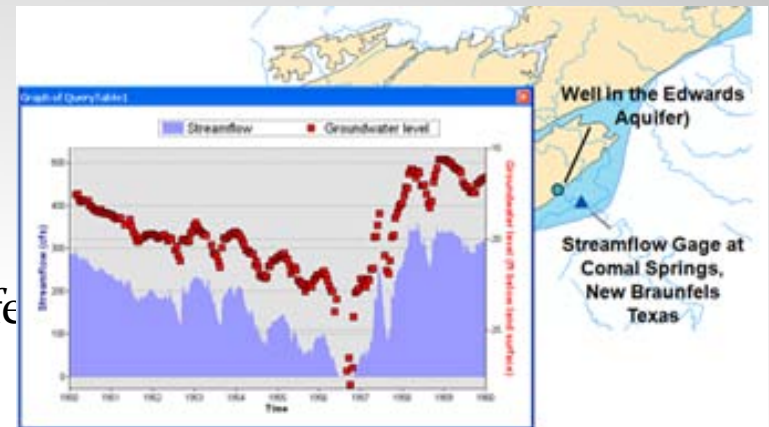 Graph of QueryTable1
Streamflow
Groundwater level
Well in the Edwards
Aquifer)
Streamflow Gage at
Comal Springs,
New Braunfels
Texas
Streamflow (cfs)
Groundwater level (ft below land surface)
Time